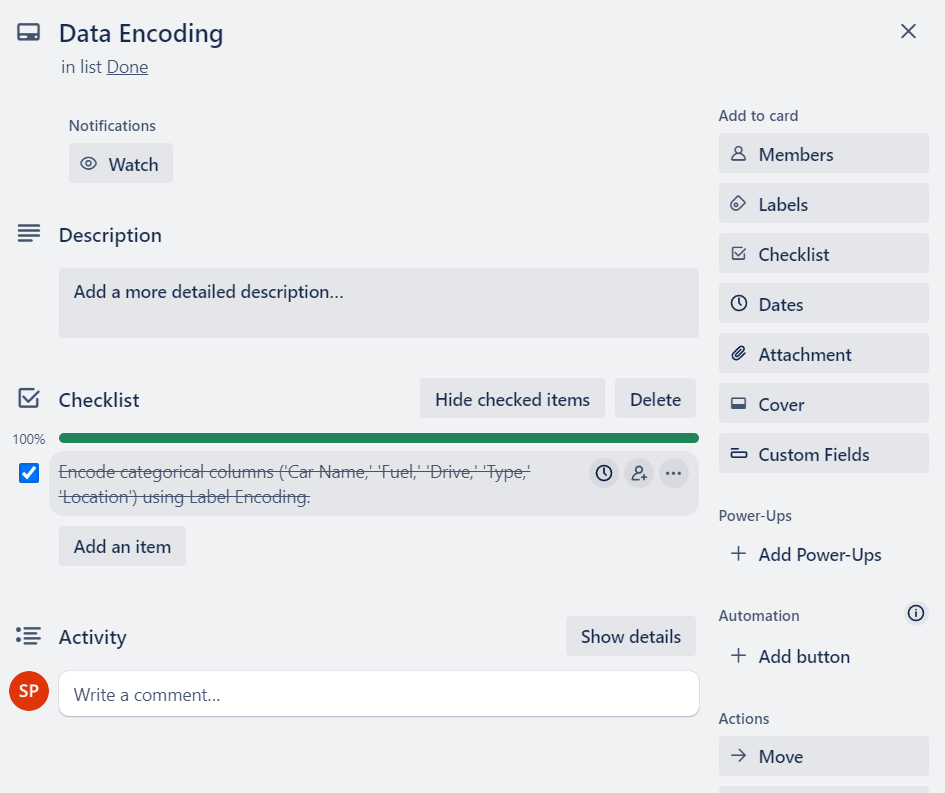 Data Encoding
in list Done
Notifications
Watch
Description
Add a more detailed description...
Checklist
Hide checked items
Delete
100%
Encode categorical columns ('Car Name,' 'Fuel,' 'Drive,' 'Type,'
'Location') using Label Encoding.
Add an item
Activity
Show details
SP
Write a comment...
Add to card
Members
Labels
Checklist
Dates
Attachment
Cover
Custom Fields
Power-Ups
Add Power-Ups
Automation
Add button
Actions
Move